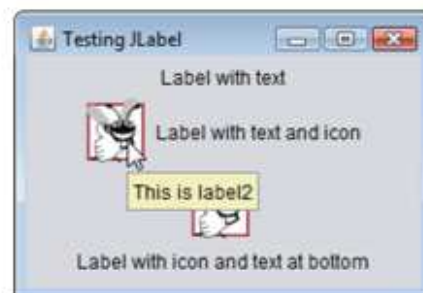 Testing JLabel
Label with text
Label with text and icon
This is label2
Label with icon and text at bottom